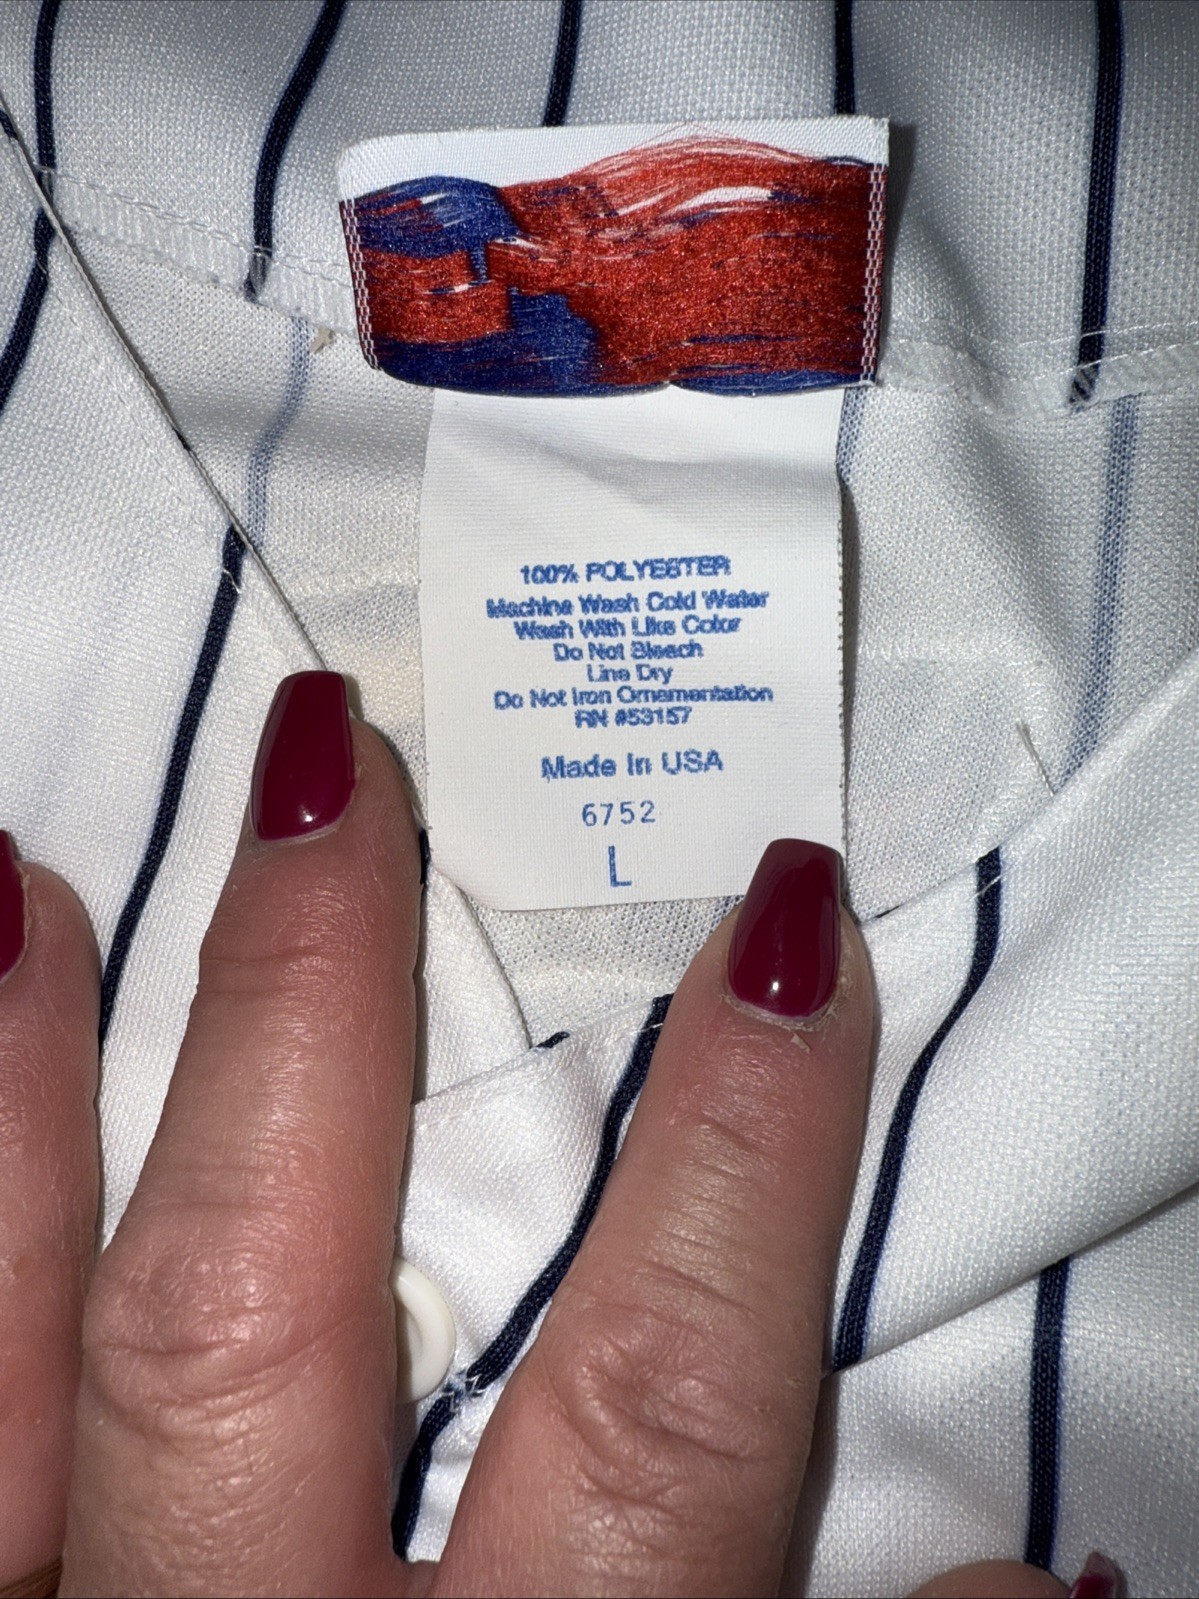 100% POLYESTER
Machine Wash Cold Water
Wash With Like Color
Do Not Bleach
Line Dry
Do Not Iron Ornamentation
RN #53157
Made In USA
6752
L